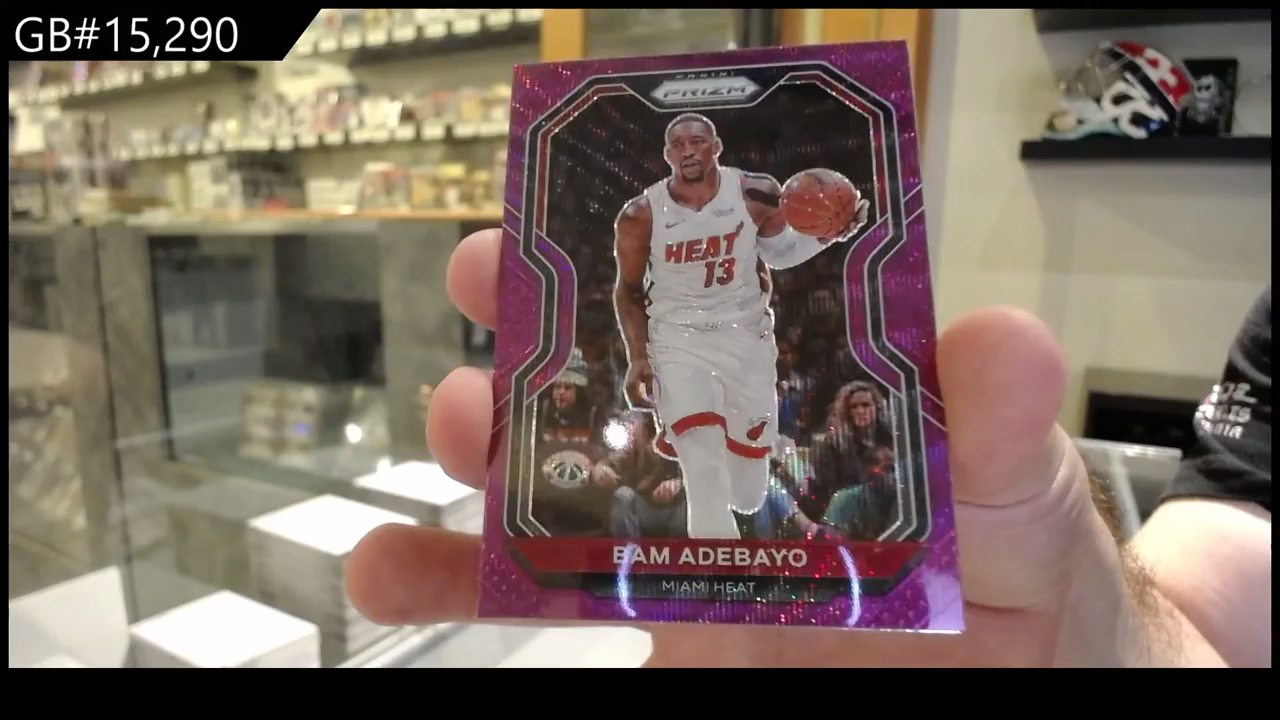 GB#15,290
PANINI
PRIZM
HEAT
13
BAM ADEBAYO
MIAMI HEAT